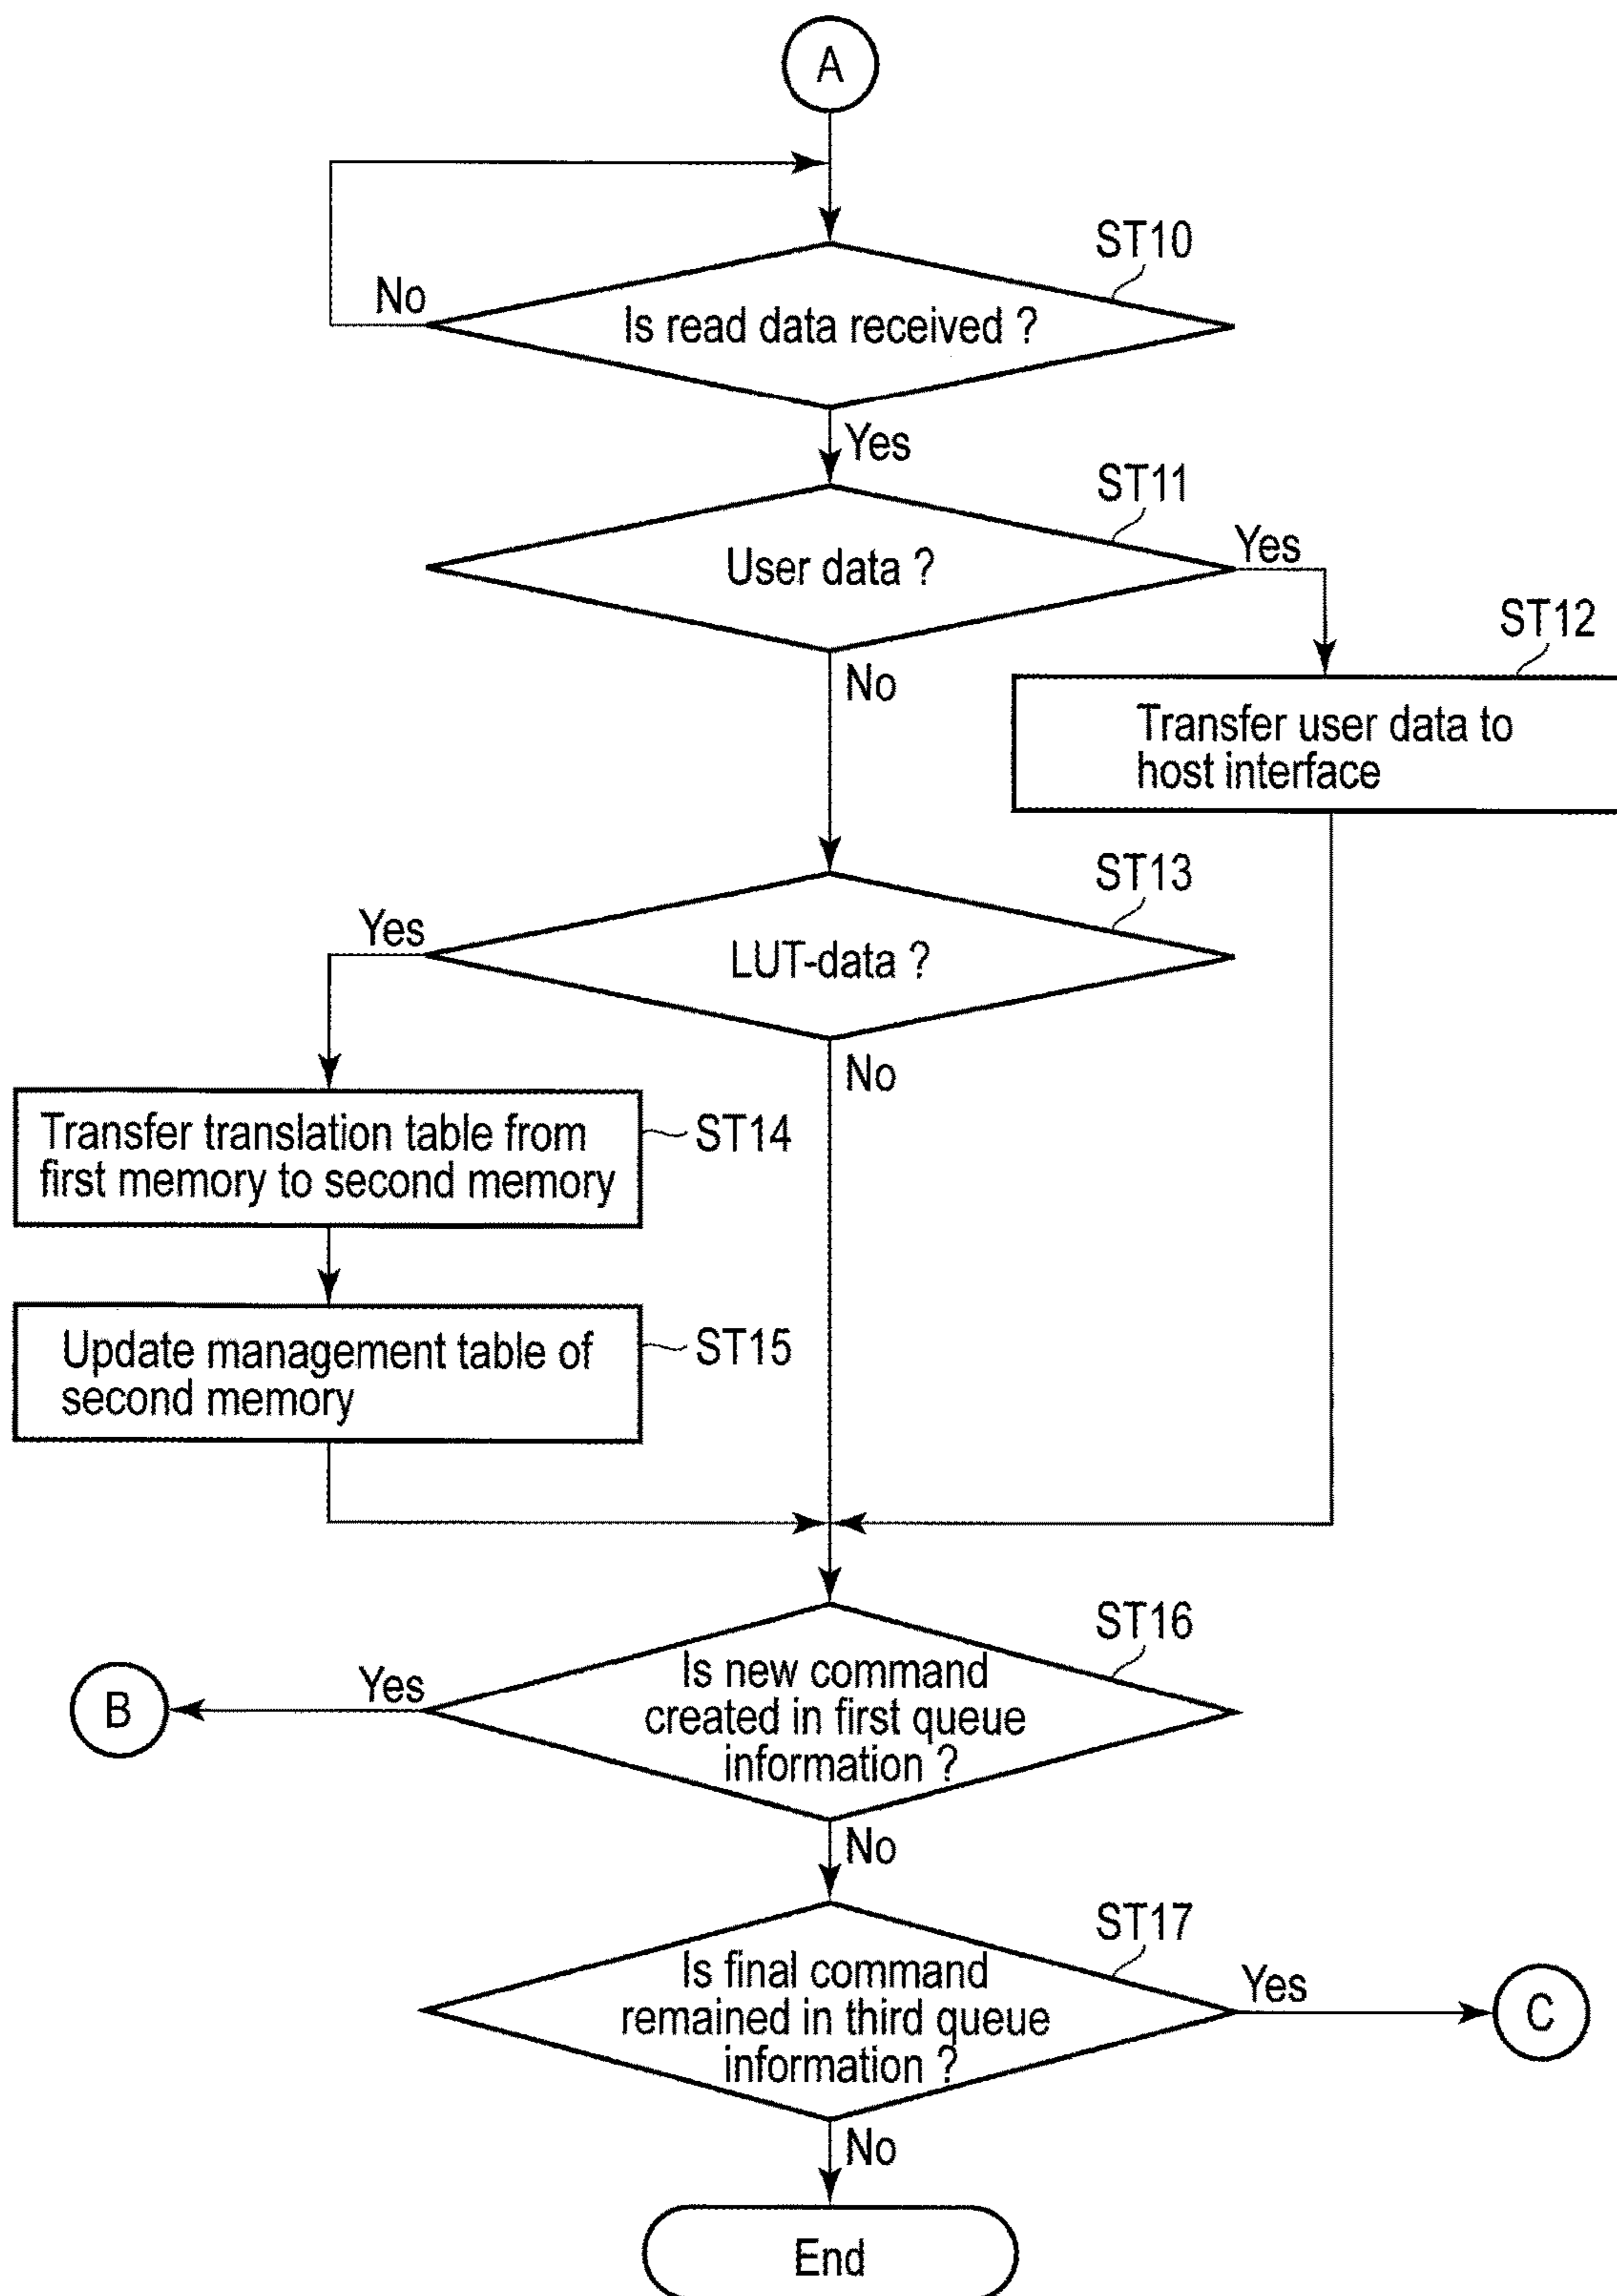 A
ST10
No
Is read data received ?
Yes
ST11
User data ?
Yes
ST12
No
Transfer user data to
host interface
ST13
Yes
LUT-data ?
No
Transfer translation table from
first memory to second memory
ST14
Update management table of
second memory
ST15
ST16
Yes
B
Is new command
created in first queue
information ?
No
ST17
Is final command
remained in third queue
information ?
Yes
C
No
End